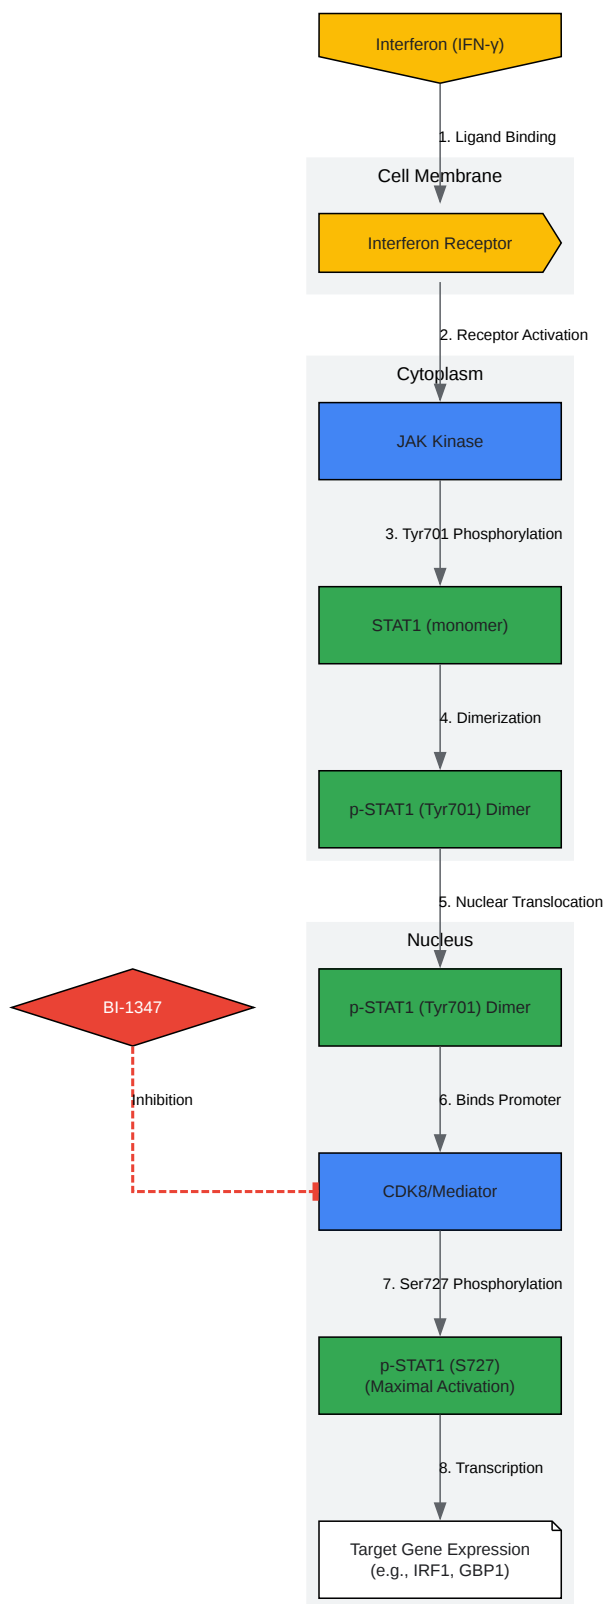 Interferon (IFN-γ)
1. Ligand Binding
Cell Membrane
Interferon Receptor
2. Receptor Activation
Cytoplasm
JAK Kinase
3. Tyr701 Phosphorylation
STAT1 (monomer)
4. Dimerization
p-STAT1 (Tyr701) Dimer
5. Nuclear Translocation
Nucleus
BI-1347
p-STAT1 (Tyr701) Dimer
Inhibition
6. Binds Promoter
CDK8/Mediator
7. Ser727 Phosphorylation
p-STAT1 (S727)
(Maximal Activation)
8. Transcription
Target Gene Expression
(e.g., IRF1, GBP1)